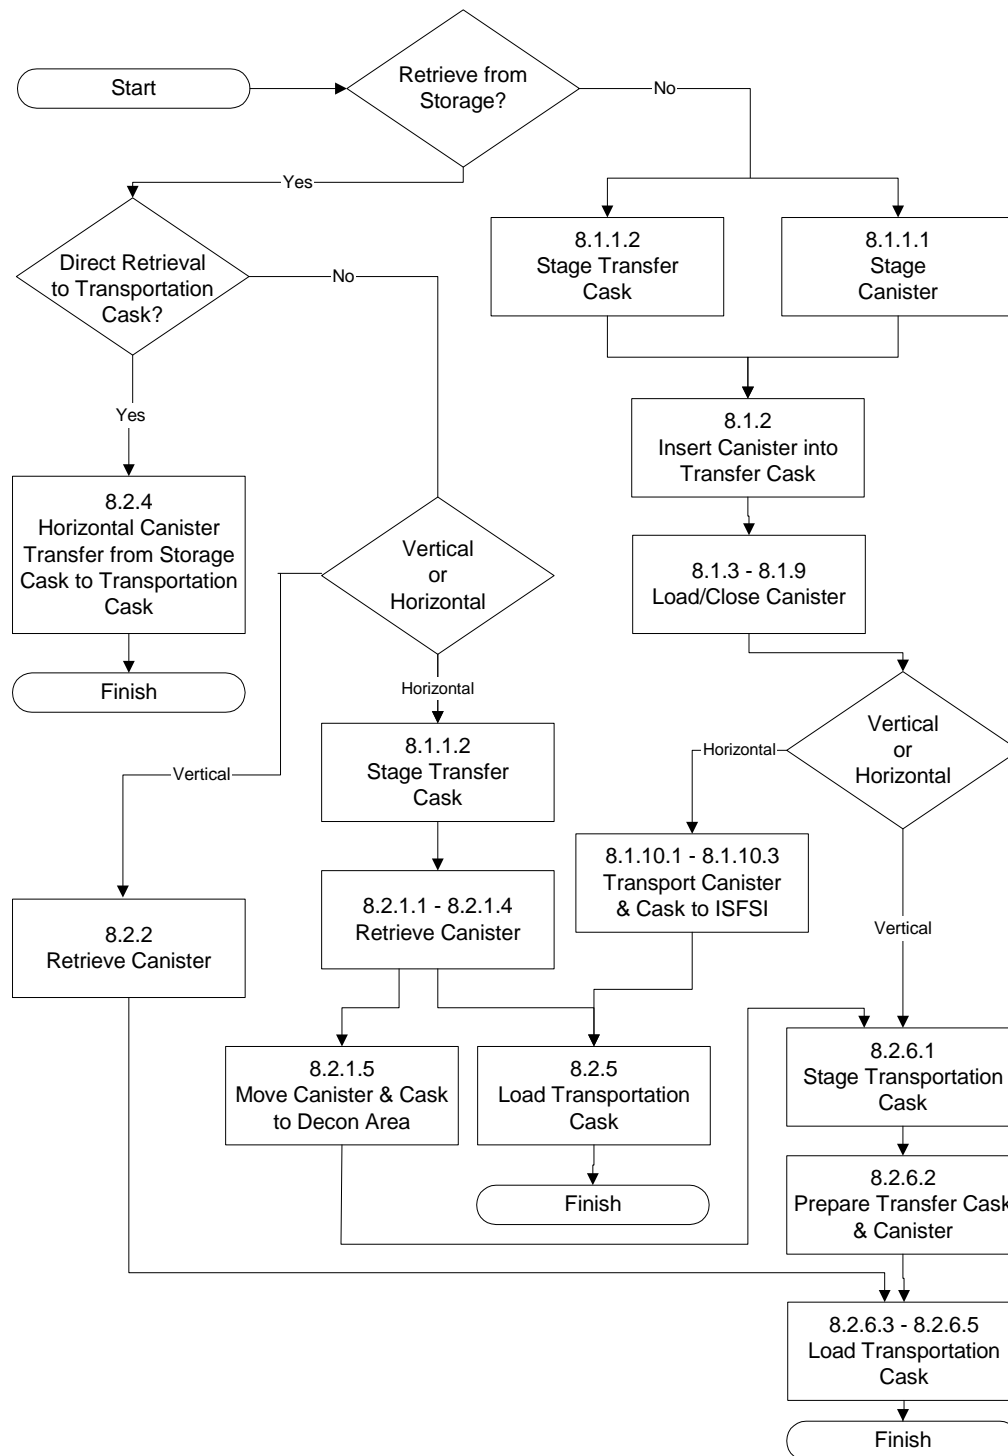 Start
Retrieve from
Storage?
No
Yes
Direct Retrieval
to Transportation
Cask?
No
Yes
8.1.1.2
Stage Transfer
Cask
8.1.1.1
Stage
Canister
8.1.2
Insert Canister into
Transfer Cask
8.1.3 - 8.1.9
Load/Close Canister
8.2.4
Horizontal Canister
Transfer from Storage
Cask to Transportation
Cask
Finish
Vertical
or
Horizontal
Horizontal
Vertical
8.1.1.2
Stage Transfer
Cask
Vertical
or
Horizontal
Horizontal
Vertical
8.1.10.1 - 8.1.10.3
Transport Canister
& Cask to ISFSI
8.2.2
Retrieve Canister
8.2.1.1 - 8.2.1.4
Retrieve Canister
8.2.1.5
Move Canister & Cask
to Decon Area
8.2.5
Load Transportation
Cask
Finish
8.2.6.1
Stage Transportation
Cask
8.2.6.2
Prepare Transfer Cask
& Canister
8.2.6.3 - 8.2.6.5
Load Transportation
Cask
Finish